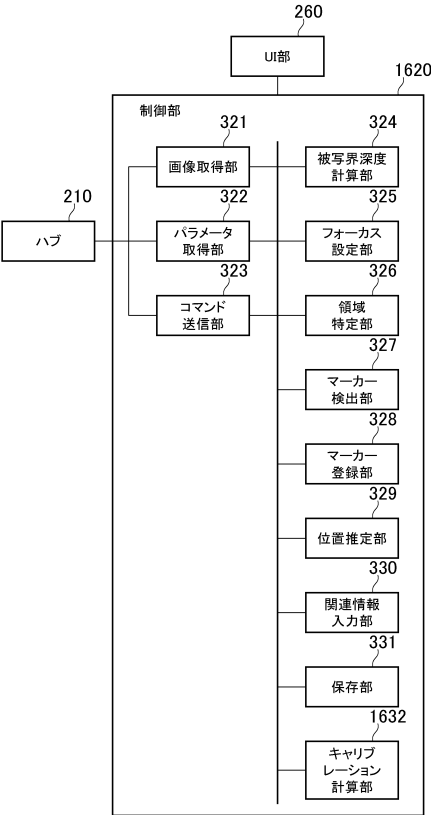 260
UI部
1620
制御部
321
画像取得部
324
被写界深度
計算部
210
ハブ
322
パラメータ
取得部
325
フォーカス
設定部
323
コマンド
送信部
326
領域
特定部
327
マーカー
検出部
328
マーカー
登録部
329
位置推定部
330
関連情報
入力部
331
保存部
1632
キャリブ
レーション
計算部